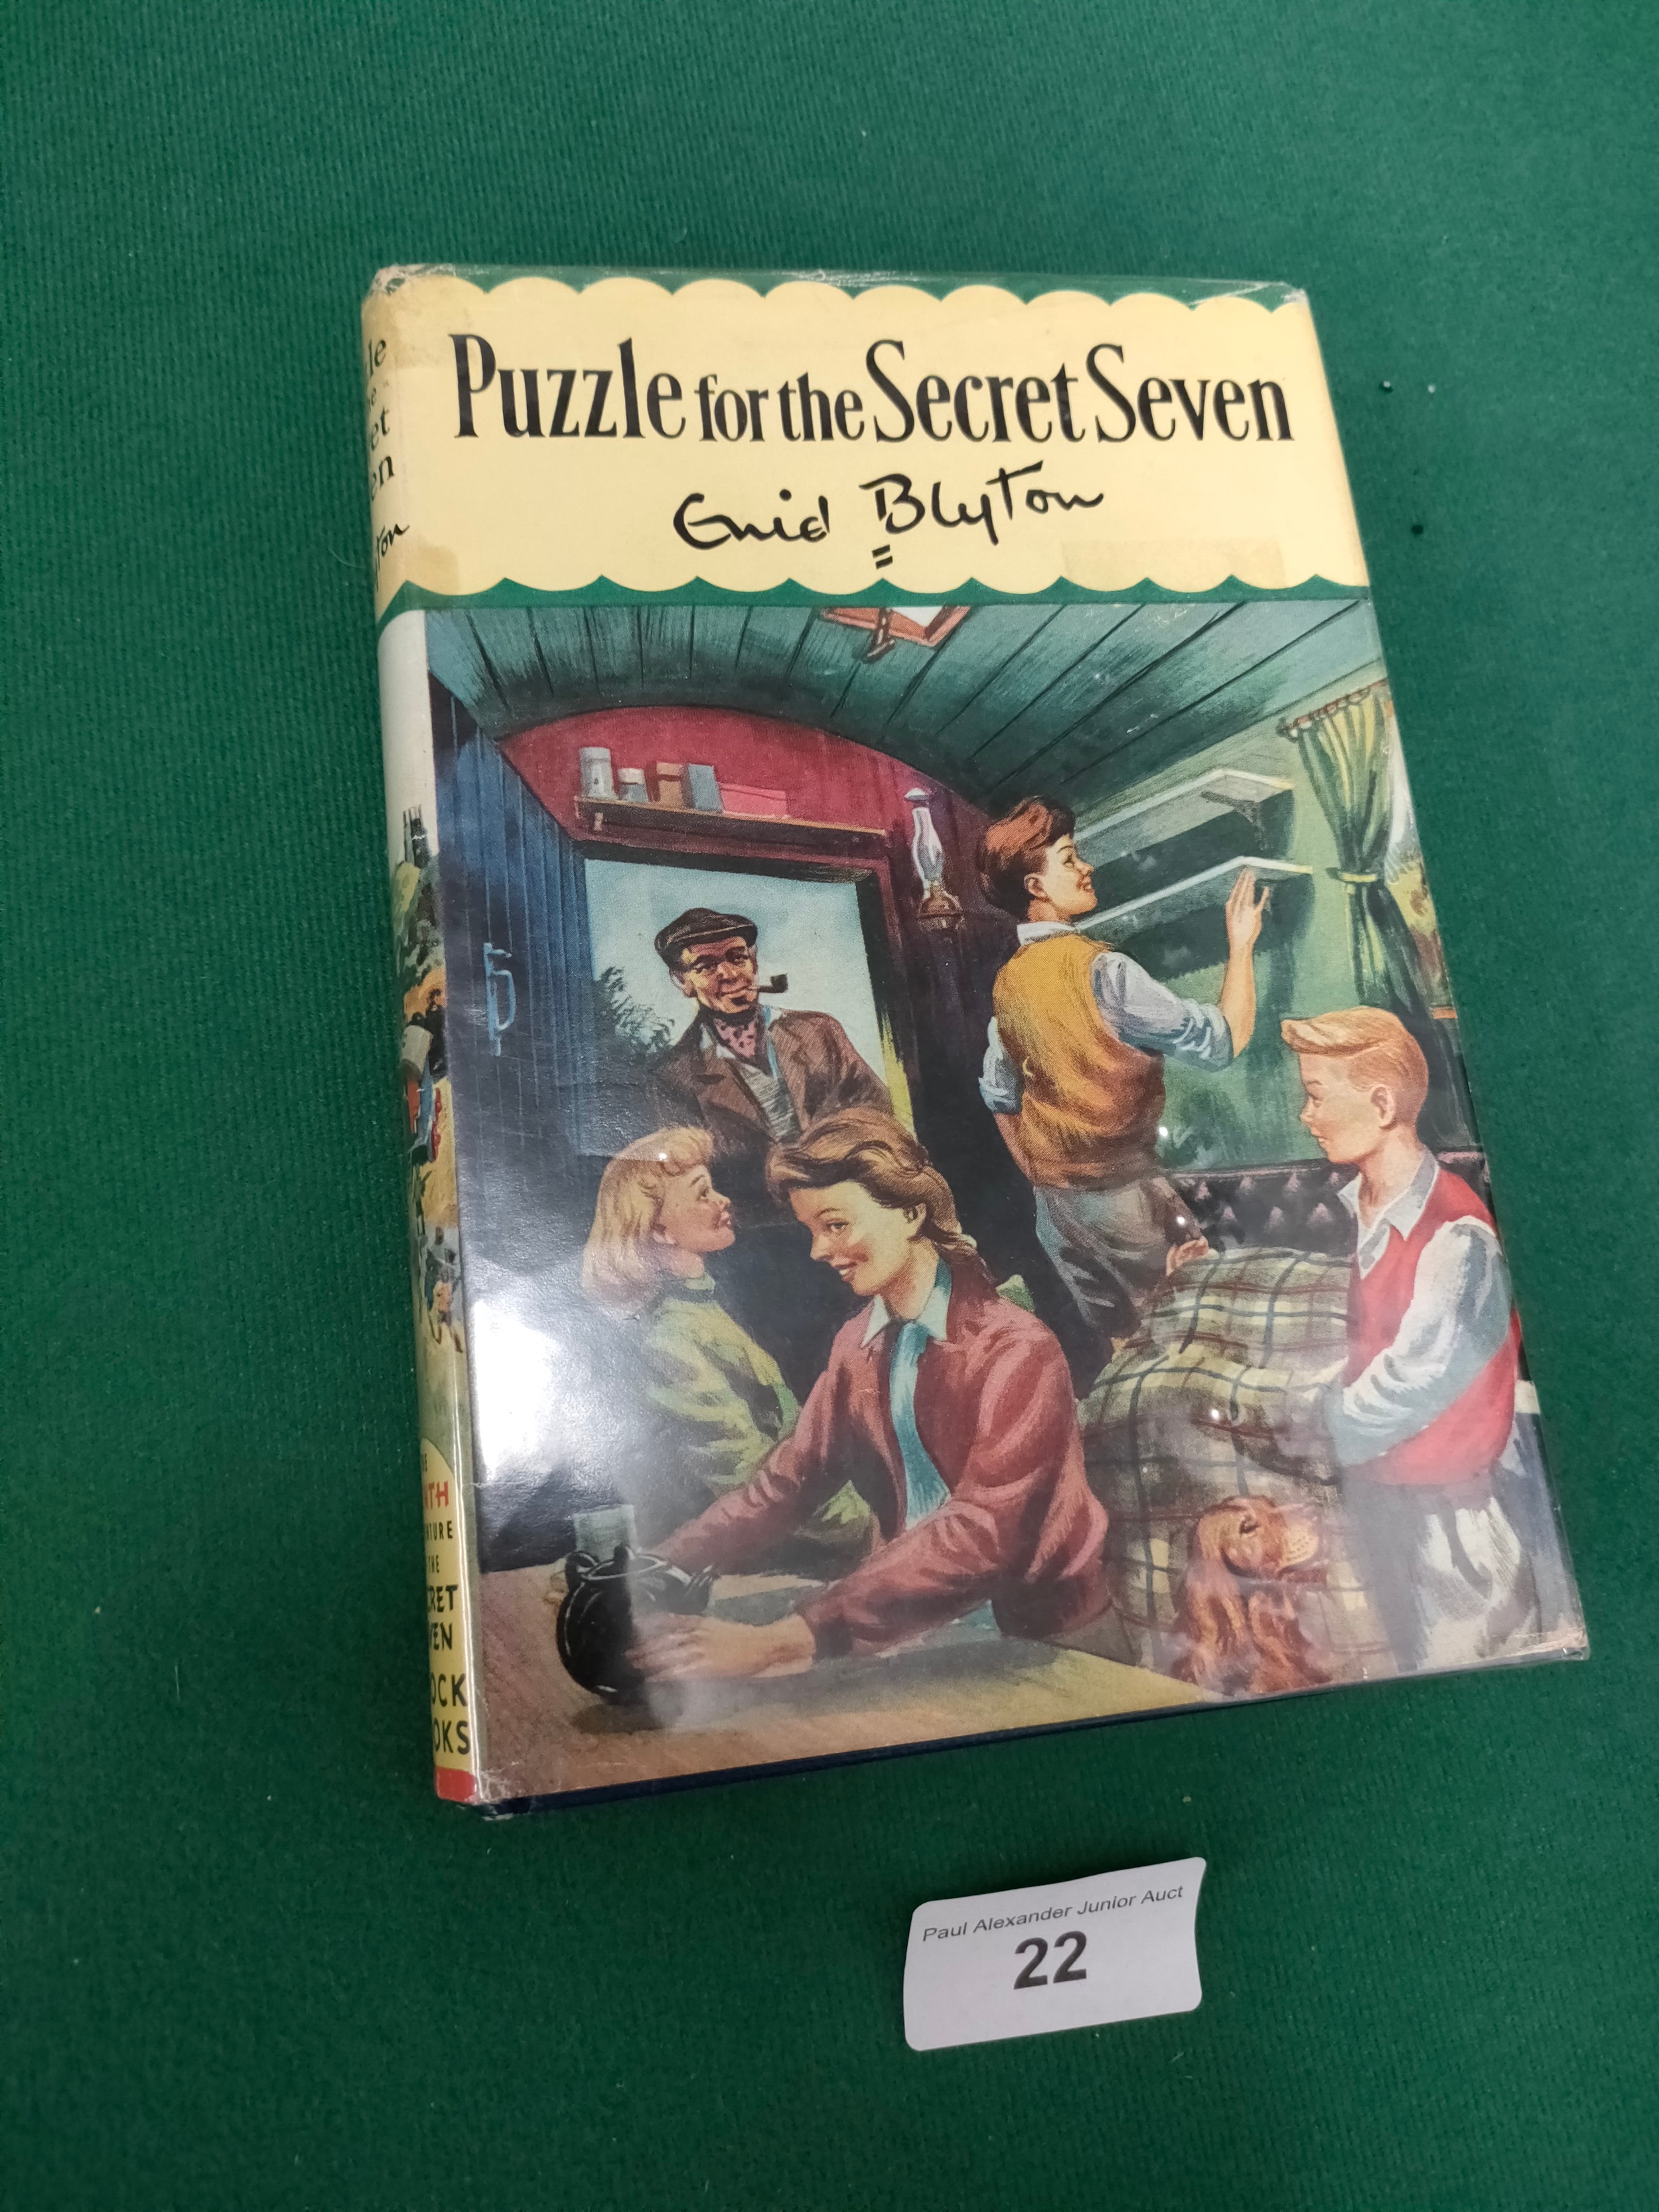 Puzzle for the Secret Seven
Enid Blyton
Paul Alexander Junior Auct
22